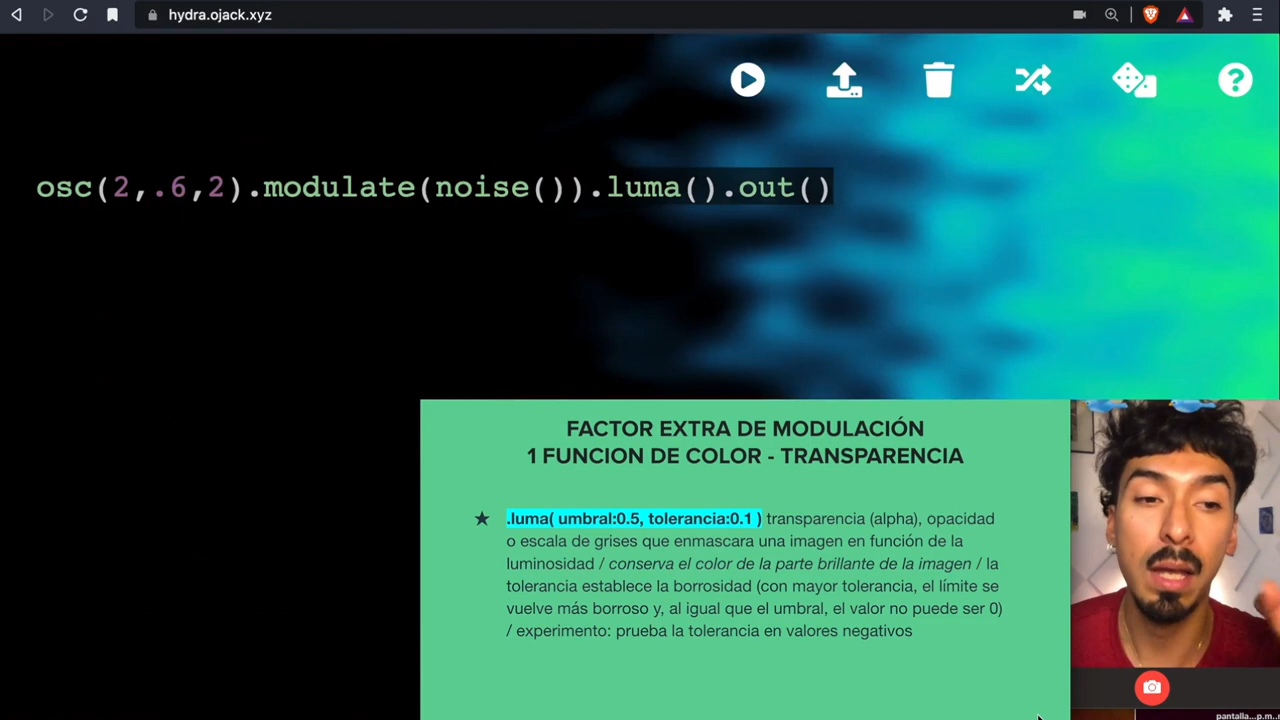 hydra.ojack.xyz
osc(2,.6,2).modulate(noise()).luma().out()
FACTOR EXTRA DE MODULACIÓN
1 FUNCION DE COLOR - TRANSPARENCIA
★ .luma( umbral:0.5, tolerancia:0.1 ) transparencia (alpha), opacidad
o escala de grises que enmascara una imagen en función de la
luminosidad / conserva el color de la parte brillante de la imagen / la
tolerancia establece la borrosidad (con mayor tolerancia, el límite se
vuelve más borroso y, al igual que el umbral, el valor no puede ser 0)
/ experimento: prueba la tolerancia en valores negativos
pantalla...p.m..